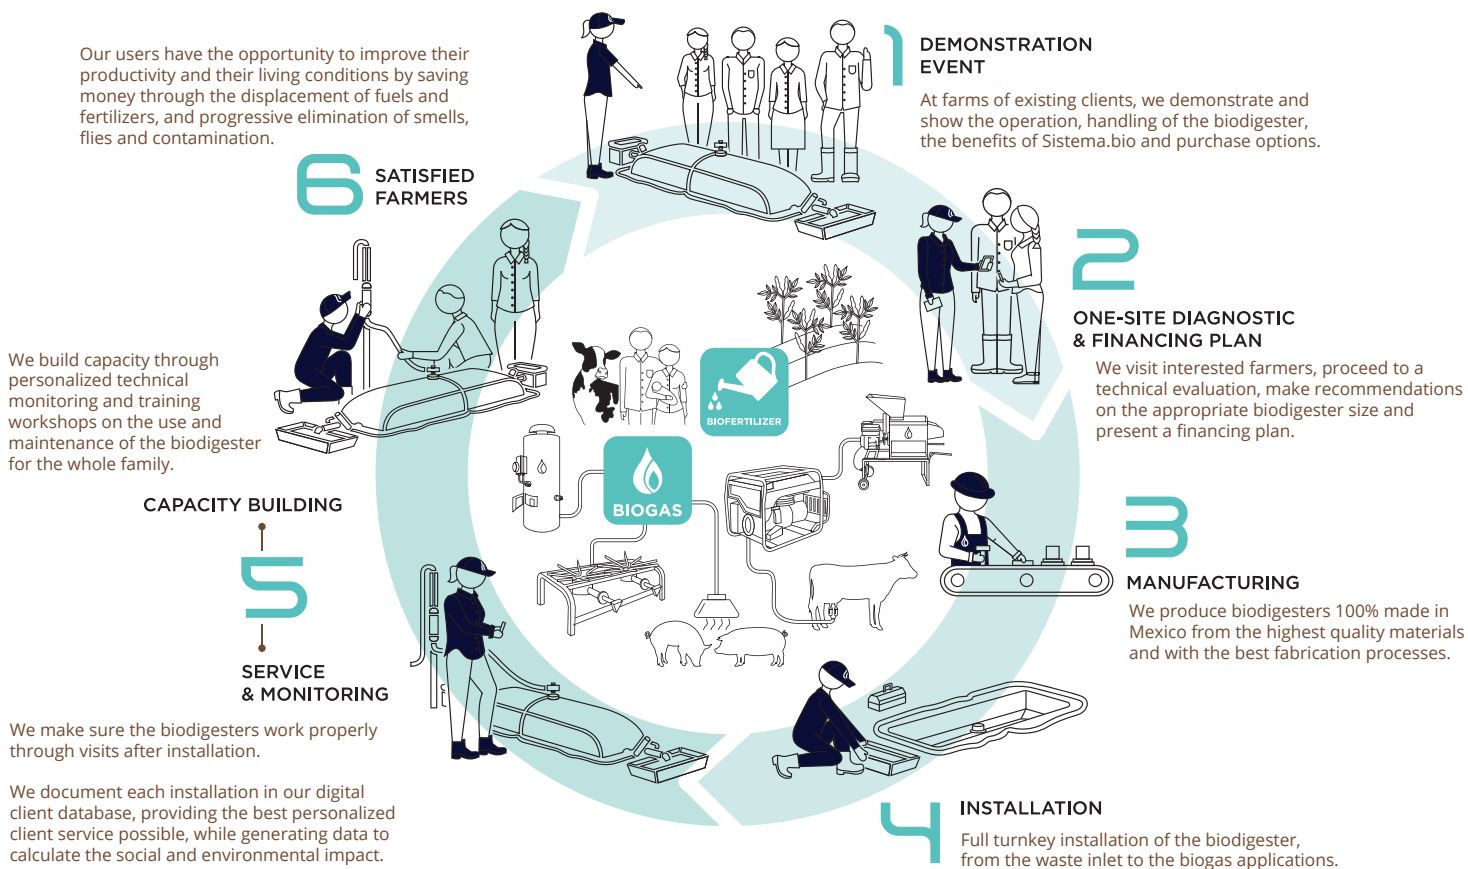 1
DEMONSTRATION
EVENT
At farms of existing clients, we demonstrate and
show the operation, handling of the biodigester,
the benefits of Sistema.bio and purchase options.
2
ONE-SITE DIAGNOSTIC
& FINANCING PLAN
We visit interested farmers, proceed to a
technical evaluation, make recommendations
on the appropriate biodigester size and
present a financing plan.
3
MANUFACTURING
We produce biodigesters 100% made in
Mexico from the highest quality materials
and with the best fabrication processes.
4
INSTALLATION
Full turnkey installation of the biodigester,
from the waste inlet to the biogas applications.
We build capacity through
personalized technical
monitoring and training
workshops on the use and
maintenance of the biodigester
for the whole family.
CAPACITY BUILDING
5
SERVICE
& MONITORING
We make sure the biodigesters work properly
through visits after installation.
We document each installation in our digital
client database, providing the best personalized
client service possible, while generating data to
calculate the social and environmental impact.
Our users have the opportunity to improve their
productivity and their living conditions by saving
money through the displacement of fuels and
fertilizers, and progressive elimination of smells,
flies and contamination.
6
SATISFIED
FARMERS
BIOFERTILIZER
BIOGAS